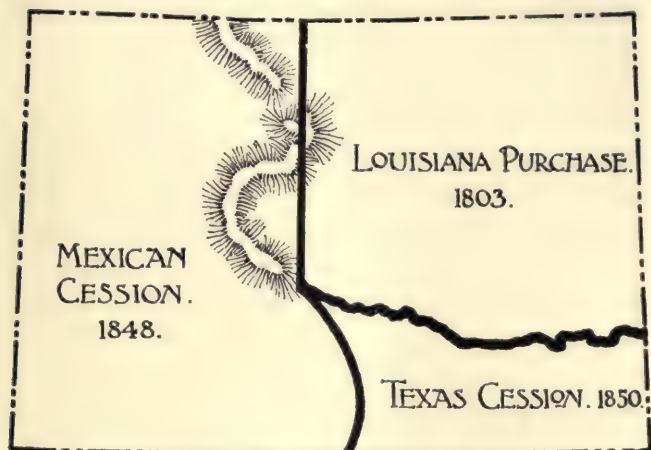 LOUISIANA PURCHASE.
1803.
MEXICAN
CESSION.
1848.
TEXAS CESSION. 1850.